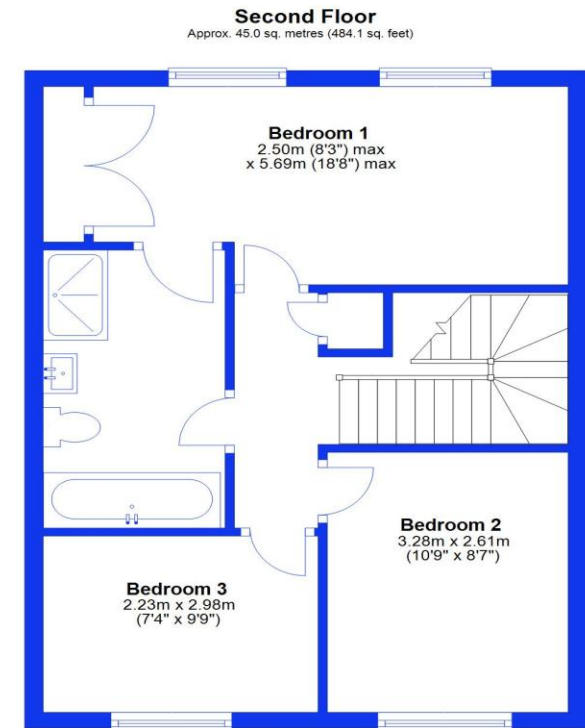 Second Floor
Approx. 45.0 sq. metres (484.1 sq. feet)
Bedroom 1
2.50m (8'3") max
x 5.69m (18'8") max
Bedroom 2
3.28m x 2.61m
(10'9" x 8'7")
Bedroom 3
2.23m x 2.98m
(7'4" x 9'9")